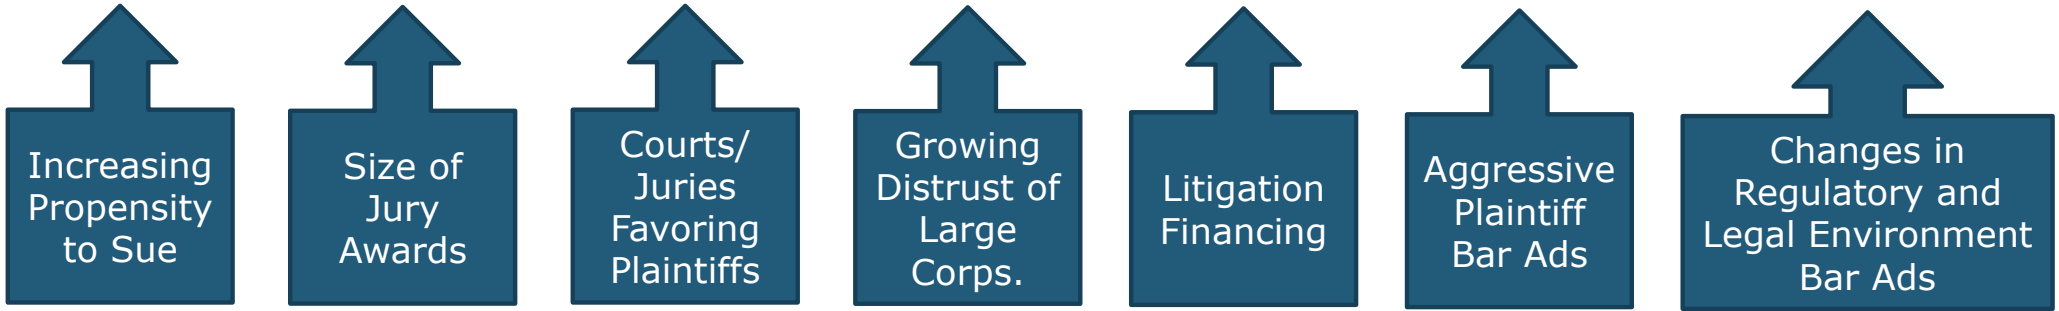 Increasing
Propensity
to Sue
Size of
Jury
Awards
Courts/
Juries
Favoring
Plaintiffs
Growing
Distrust of
Large
Corps.
Litigation
Financing
Aggressive
Plaintiff
Bar Ads
Changes in
Regulatory and
Legal Environment
Bar Ads